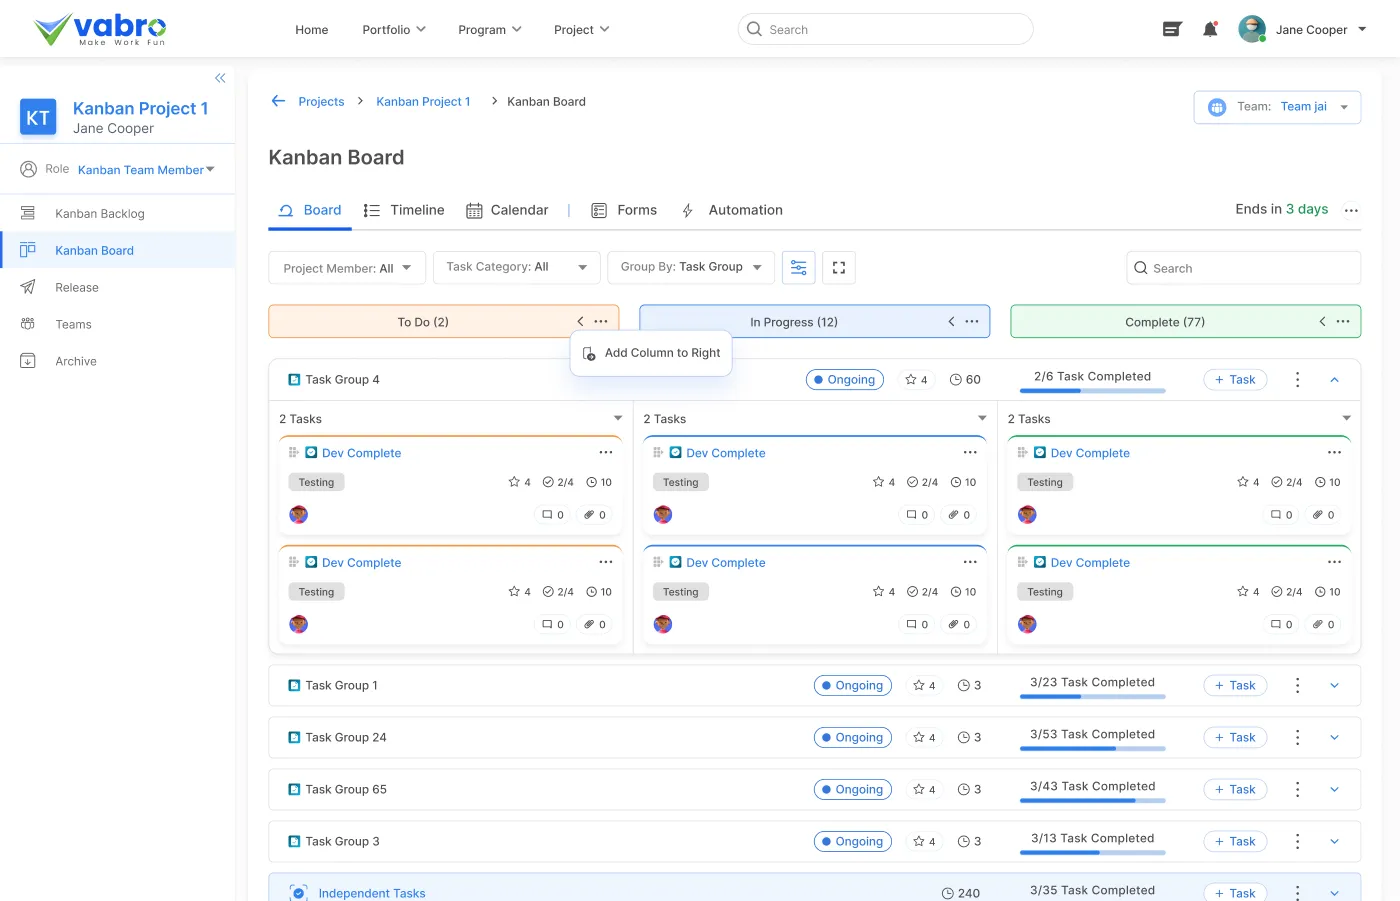 vabro
Make Work Fun
Home
Portfolio
Program
Project
Search
Jane Cooper
KT
Kanban Project 1
Jane Cooper
Role
Kanban Team Member
Kanban Backlog
Kanban Board
Release
Teams
Archive
Projects
Kanban Project 1
Kanban Board
Team: Team jai
Kanban Board
Board
Timeline
Calendar
Forms
Automation
Ends in 3 days
Project Member: All
Task Category: All
Group By: Task Group
Search
To Do (2)
In Progress (12)
Complete (77)
Add Column to Right
Task Group 4
Ongoing
4
60
2/6 Task Completed
+ Task
2 Tasks
2 Tasks
2 Tasks
Dev Complete
Dev Complete
Dev Complete
Testing
4
2/4
10
Testing
4
2/4
10
Testing
4
2/4
10
0
0
0
0
0
0
Dev Complete
Dev Complete
Dev Complete
Testing
4
2/4
10
Testing
4
2/4
10
Testing
4
2/4
10
0
0
0
0
0
0
Task Group 1
Ongoing
4
3
3/23 Task Completed
+ Task
Task Group 24
Ongoing
4
3
3/53 Task Completed
+ Task
Task Group 65
Ongoing
4
3
3/43 Task Completed
+ Task
Task Group 3
Ongoing
4
3
3/13 Task Completed
+ Task
Independent Tasks
240
3/35 Task Completed
+ Task